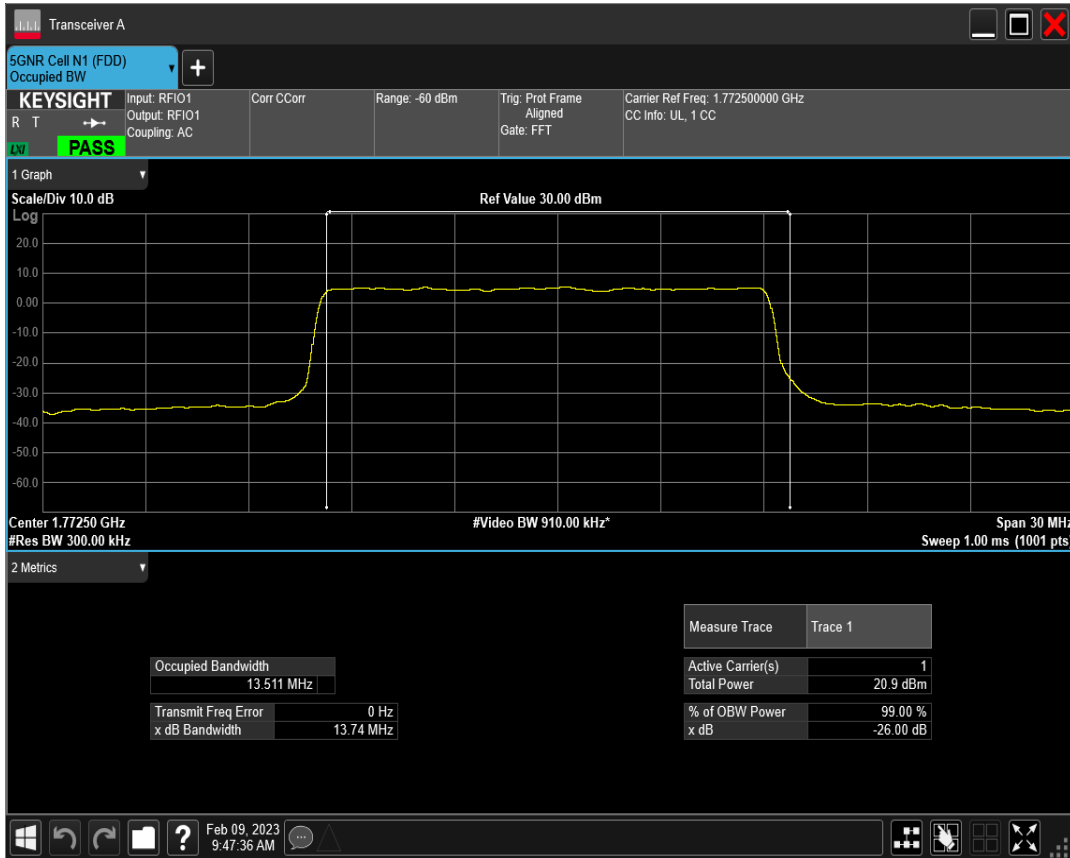 Transceiver A
5GNR Cell N1 (FDD)
Occupied BW
+
KEYSIGHT
R T
LXI
PASS
Input: RFIO1
Output: RFIO1
Coupling: AC
Corr CCorr
Range: -60 dBm
Trig: Prot Frame
Aligned
Gate: FFT
Carrier Ref Freq: 1.772500000 GHz
CC Info: UL, 1 CC
1 Graph
Scale/Div 10.0 dB
Ref Value 30.00 dBm
Log
20.0
10.0
0.00
-10.0
-20.0
-30.0
-40.0
-50.0
-60.0
Center 1.77250 GHz
#Video BW 910.00 kHz*
Span 30 MHz
#Res BW 300.00 kHz
Sweep 1.00 ms (1001 pts)
2 Metrics
Measure Trace Trace 1
Occupied Bandwidth
13.511 MHz
Active Carrier(s) 1
Total Power 20.9 dBm
Transmit Freq Error 0 Hz
x dB Bandwidth 13.74 MHz
% of OBW Power 99.00 %
x dB -26.00 dB
?
Feb 09, 2023
9:47:36 AM